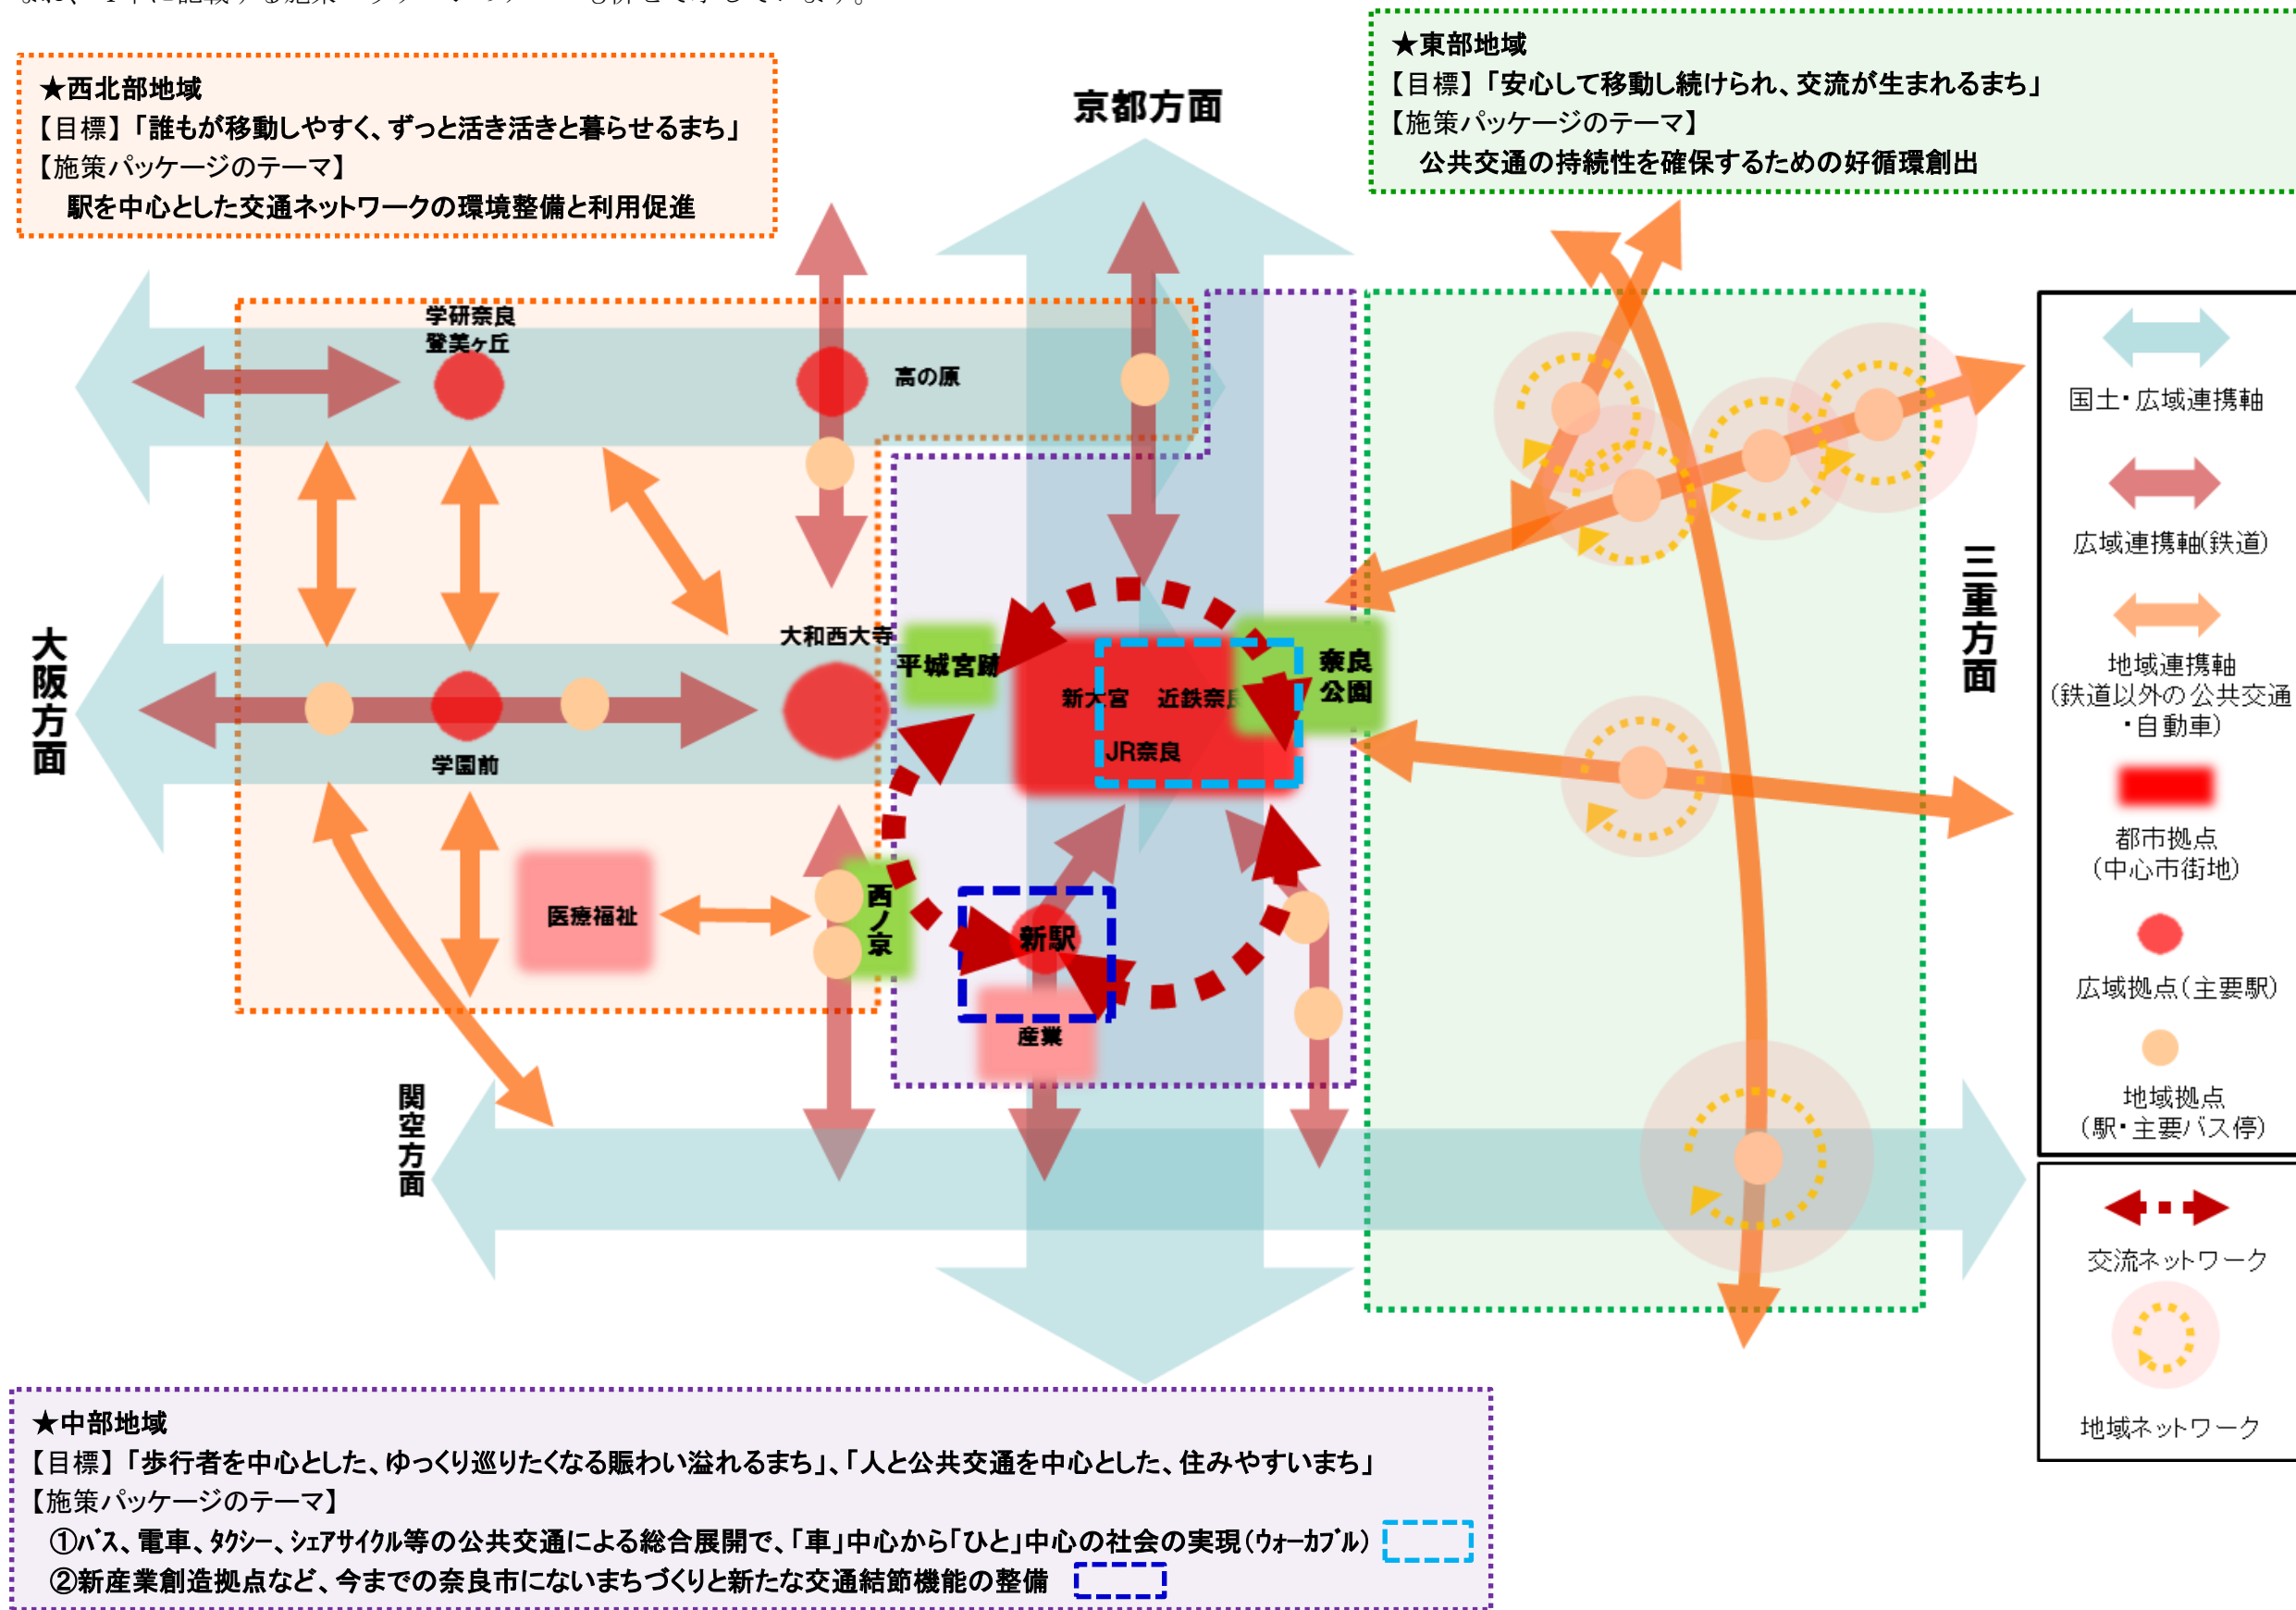 ★西北部地域
【目標】「誰もが移動しやすく、ずっと活き活きと暮らせるまち」
【施策パッケージのテーマ】
駅を中心とした交通ネットワークの環境整備と利用促進
★東部地域
【目標】「安心して移動し続けられ、交流が生まれるまち」
【施策パッケージのテーマ】
公共交通の持続性を確保するための好循環創出
京都方面
学研奈良
登美ヶ丘
高の原
大阪方面
大和西大寺
平城宮跡
新大宮 近鉄奈良
JR奈良
奈良
公園
学園前
医療福祉
西ノ京
新駅
産業
関空方面
三重方面
国土・広域連携軸
広域連携軸(鉄道)
地域連携軸
(鉄道以外の公共交通
・自動車)
都市拠点
(中心市街地)
広域拠点(主要駅)
地域拠点
(駅・主要バス停)
交流ネットワーク
地域ネットワーク
★中部地域
【目標】「歩行者を中心とした、ゆっくり巡りたくなる賑わい溢れるまち」、「人と公共交通を中心とした、住みやすいまち」
【施策パッケージのテーマ】
①バス、電車、タクシー、シェアサイクル等の公共交通による総合展開で、「車」中心から「ひと」中心の社会の実現(ウォーカブル)
②新産業創造拠点など、今までの奈良市にないまちづくりと新たな交通結節機能の整備